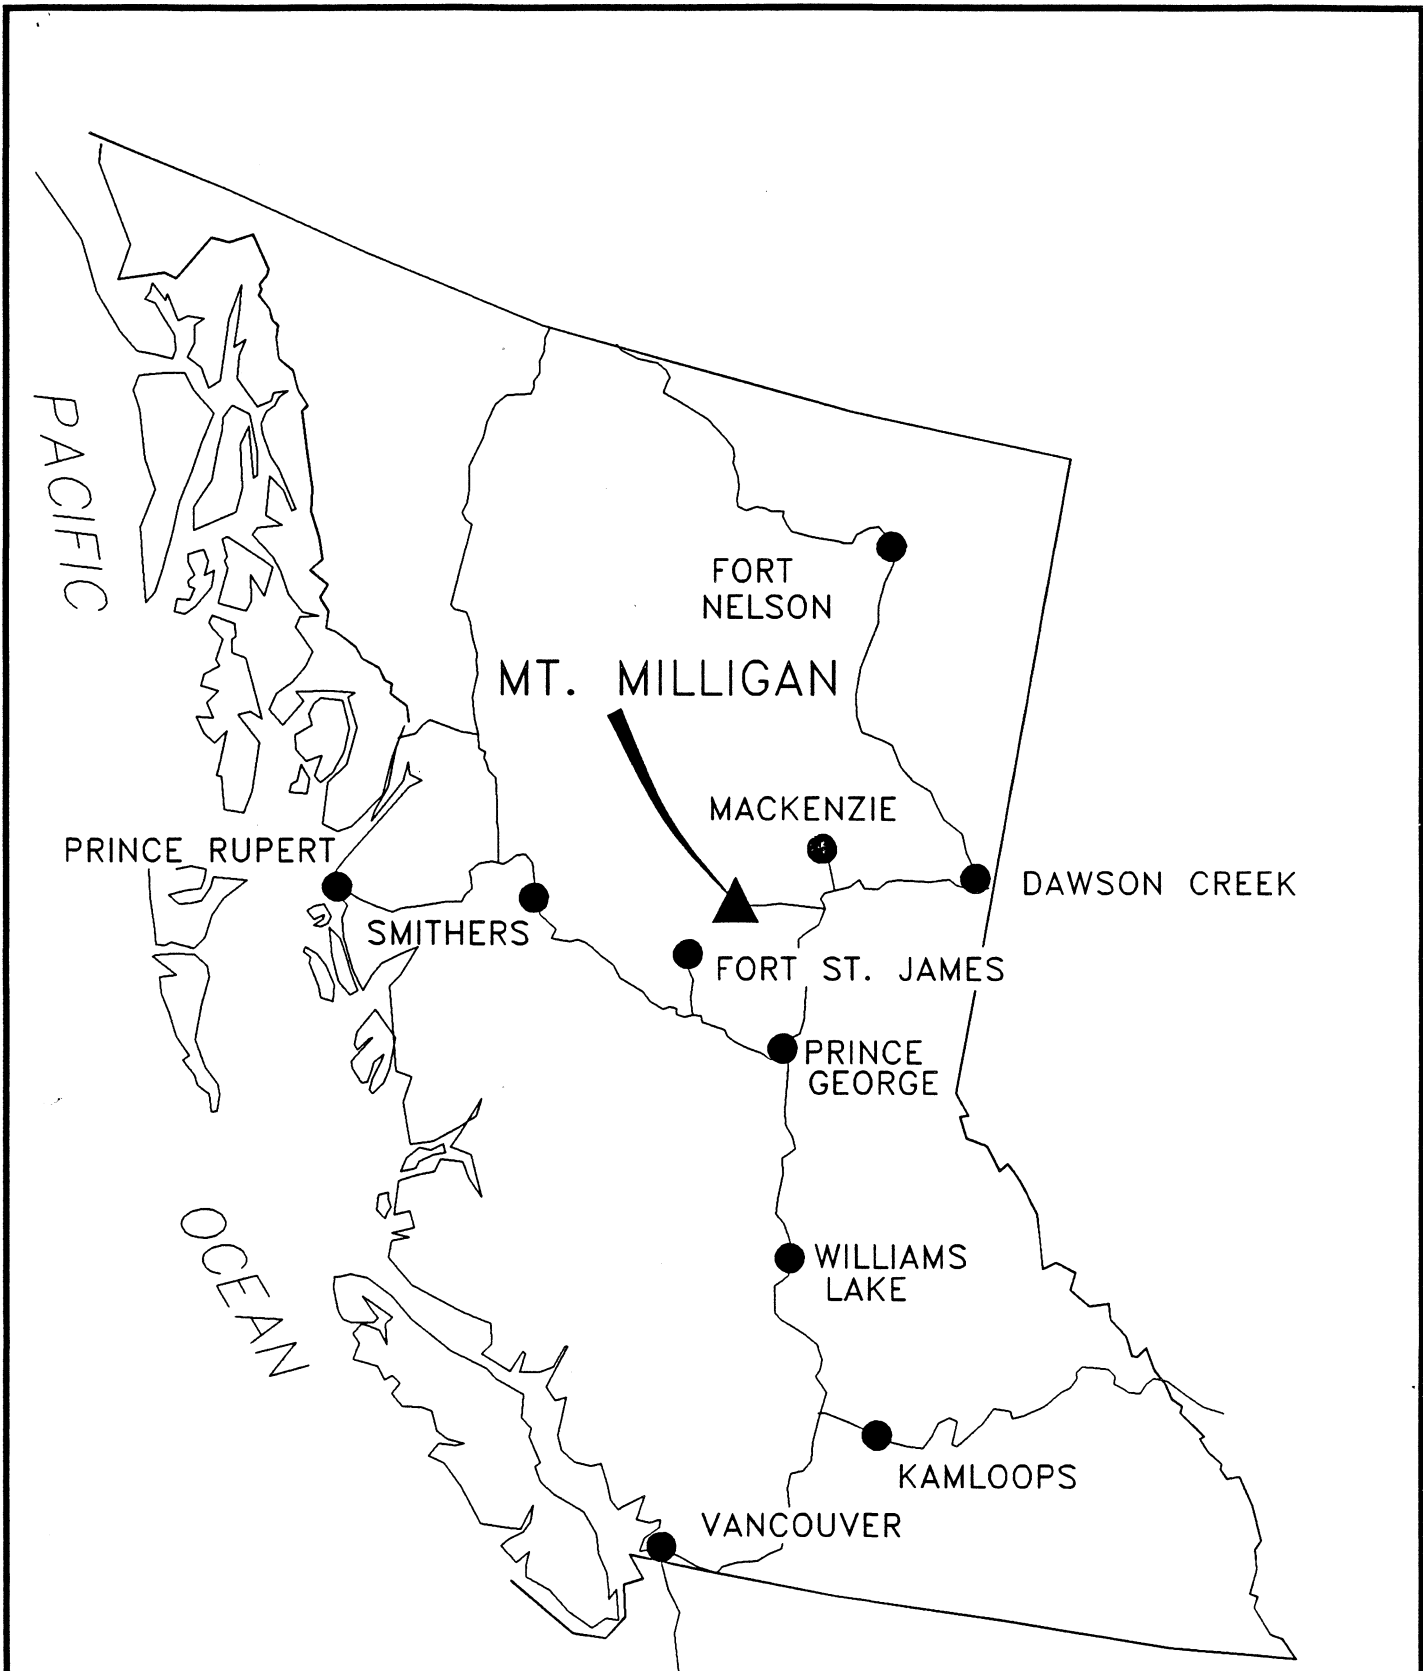 PACIFIC
FORT
NELSON
MT. MILLIGAN
MACKENZIE
PRINCE RUPERT
DAWSON CREEK
SMITHERS
FORT ST. JAMES
PRINCE
GEORGE
OCEAN
WILLIAMS
LAKE
KAMLOOPS
VANCOUVER